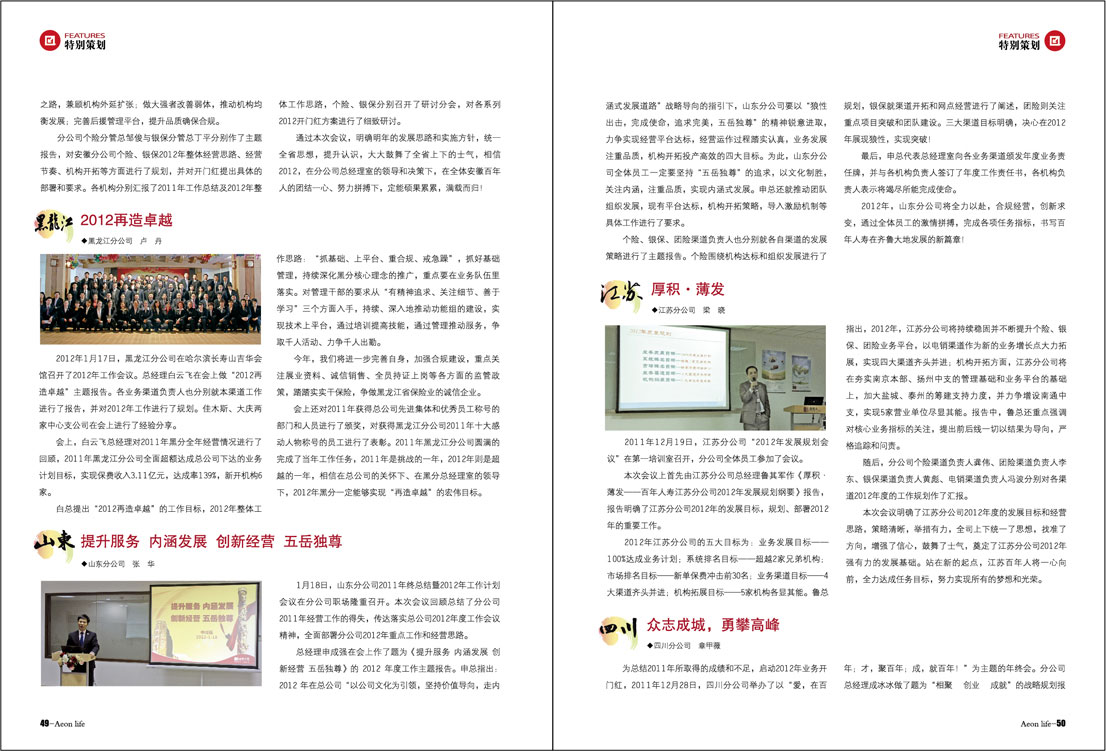 FEATURES
特别策划
之路，兼顾机构外延扩张；做大强者改善弱体，推动机构均
衡发展；完善后援管理平台，提升品质确保合规。
分公司个险分管总邹俊与银保分管总丁平分别作了主题
报告，对安徽分公司个险、银保2012年整体经营思路、经营
节奏、机构开拓等方面进行了规划，并对开门红提出具体的
部署和要求。各机构分别汇报了2011年工作总结及2012年整
体工作思路，个险、银保分别召开了研讨分会，对各系列
2012开门红方案进行了细致研讨。
通过本次会议，明确明年的发展思路和实施方针，统一
全省思想，提升认识，大大鼓舞了全省上下的士气，相信
2012，在分公司总经理室的领导和决策下，在全体安徽百年
人的团结一心、努力拼搏下，定能硕果累累，满载而归！
黑龍江
2012再造卓越
◆黑龙江分公司 卢 丹
2012年1月17日，黑龙江分公司在哈尔滨长寿山吉华会
馆召开了2012年工作会议。总经理白云飞在会上做“2012再
造卓越”主题报告。各业务渠道负责人也分别就本渠道工作
进行了报告，并对2012年工作进行了规划。佳木斯、大庆两
家中心支公司在会上进行了经验分享。
会上，白云飞总经理对2011年黑分全年经营情况进行了
回顾，2011年黑龙江分公司全面超额达成总公司下达的业务
计划目标，实现保费收入3.11亿元，达成率139%，新开机构6
家。
白总提出“2012再造卓越”的工作目标，2012年整体工
作思路：“抓基础、上平台、重合规、戒急躁”，抓好基础
管理，持续深化黑分核心理念的推广，重点要在业务队伍里
落实。对管理干部的要求从“有精神追求、关注细节、善于
学习”三个方面入手，持续、深入地推动功能组的建设，实
现技术上平台，通过培训提高技能，通过管理推动服务，争
取千人活动、力争千人出勤。
今年，我们将进一步完善自身，加强合规建设，重点关
注展业资料、诚信销售、全员持证上岗等各方面的监管政
策，踏踏实实干保险，争做黑龙江省保险业的诚信企业。
会上还对2011年获得总公司先进集体和优秀员工称号的
部门和人员进行了颁奖，对获得黑龙江分公司2011年十大感
动人物称号的员工进行了表彰。2011年黑龙江分公司圆满的
完成了当年工作任务，2011年是挑战的一年，2012年则是超
越的一年，相信在总公司的关怀下、在黑分总经理室的领导
下，2012年黑分一定能够实现“再造卓越”的宏伟目标。
山東
提升服务 内涵发展 创新经营 五岳独尊
◆山东分公司 张 华
提升服务 内涵发展
创新经营 五岳独尊
1月18日，山东分公司2011年终总结暨2012年工作计划
会议在分公司职场隆重召开。本次会议回顾总结了分公司
2011年经营工作的得失，传达落实总公司2012年度工作会议
精神，全面部署分公司2012年重点工作和经营思路。
总经理申成强在会上作了题为《提升服务 内涵发展 创
新经营 五岳独尊》的 2012 年度工作主题报告。申总指出：
2012 年在总公司“以公司文化为引领，坚持价值导向，走内
49-Aeon life
FEATURES
特别策划
涵式发展道路”战略导向的指引下，山东分公司要以“狼性
出击，完成使命，追求完美，五岳独尊”的精神锐意进取，
力争实现经营平台达标，经营运作过程踏实认真，业务发展
注重品质，机构开拓投产高效的四大目标。为此，山东分公
司全体员工一定要坚持“五岳独尊”的追求，以文化制胜，
关注内涵，注重品质，实现内涵式发展。申总还就推动团队
组织发展，现有平台达标，机构开拓策略，导入激励机制等
具体工作进行了要求。
个险、银保、团险渠道负责人也分别就各自渠道的发展
策略进行了主题报告。个险围绕机构达标和组织发展进行了
规划，银保就渠道开拓和网点经营进行了阐述，团险则关注
重点项目突破和团队建设。三大渠道目标明确，决心在2012
年展现狼性，实现突破！
最后，申总代表总经理室向各业务渠道颁发年度业务责
任牌，并与各机构负责人签订了年度工作责任书，各机构负
责人表示将竭尽所能完成使命。
2012年，山东分公司将全力以赴，合规经营，创新求
变，通过全体员工的激情拼搏，完成各项任务指标，书写百
年人寿在齐鲁大地发展的新篇章！
江苏
厚积·薄发
◆江苏分公司 梁 晓
2011年12月19日，江苏分公司“2012年发展规划会
议”在第一培训室召开，分公司全体员工参加了会议。
本次会议上首先由江苏分公司总经理鲁其军作《厚积·
薄发——百年人寿江苏分公司2012年发展规划纲要》报告，
报告明确了江苏分公司2012年的发展目标，规划、部署2012
年的重要工作。
2012年江苏分公司的五大目标为：业务发展目标——
100%达成业务计划；系统排名目标——超越2家兄弟机构；
市场排名目标——新单保费冲击前30名；业务渠道目标——4
大渠道齐头并进；机构拓展目标——5家机构各显其能。鲁总
指出，2012年，江苏分公司将持续稳固并不断提升个险、银
保、团险业务平台，以电销渠道作为新的业务增长点大力拓
展，实现四大渠道齐头并进；机构开拓方面，江苏分公司将
在夯实南京本部、扬州中支的管理基础和业务平台的基础
上，加大盐城、泰州的筹建支持力度，并力争增设南通中
支，实现5家营业单位尽显其能。报告中，鲁总还重点强调
对核心业务指标的关注，提出前后线一切以结果为导向，严
格追踪和问责。
随后，分公司个险渠道负责人龚伟、团险渠道负责人李
东、银保渠道负责人黄彪、电销渠道负责人冯波分别对各渠
道2012年度的工作规划作了汇报。
本次会议明确了江苏分公司2012年度的发展目标和经营
思路，策略清晰，举措有力，全司上下统一了思想，找准了
方向，增强了信心，鼓舞了士气，奠定了江苏分公司2012年
强有力的发展基础。站在新的起点，江苏百年人将一心向
前，全力达成任务目标，努力实现所有的梦想和光荣。
四川
众志成城，勇攀高峰
◆四川分公司 章甲薇
为总结2011年所取得的成绩和不足，启动2012年业务开
门红，2011年12月28日，四川分公司举办了以“爱，在百
年；才，聚百年；成，就百年！”为主题的年终会。分公司
总经理成冰冰做了题为“相聚 创业 成就”的战略规划报
Aeon life-50